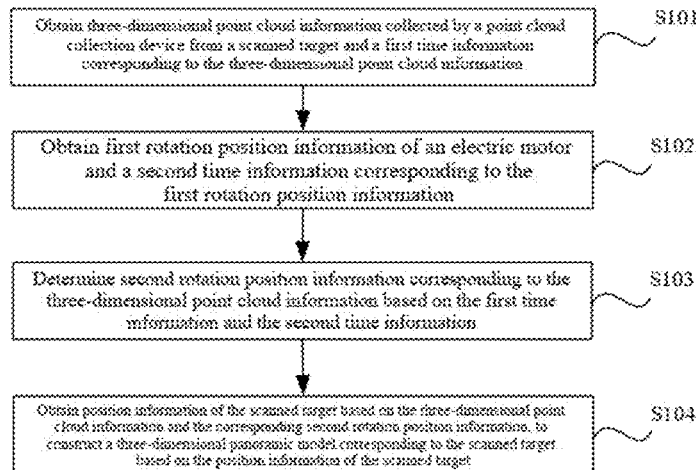 Obtain three-dimensional point cloud information collected by a point cloud
collection device from a scanned target and a first time information
corresponding to the three-dimensional point cloud information
S101
Obtain first rotation position information of an electric motor
and a second time information corresponding to the
first rotation position information
S102
Determine second rotation position information corresponding to the
three-dimensional point cloud information based on the first time
information and the second time information
S103
Obtain position information of the scanned target based on the three-dimensional point
cloud information and the corresponding second rotation position information, to
construct a three-dimensional panoramic model corresponding to the scanned target
based on the position information of the scanned target
S104